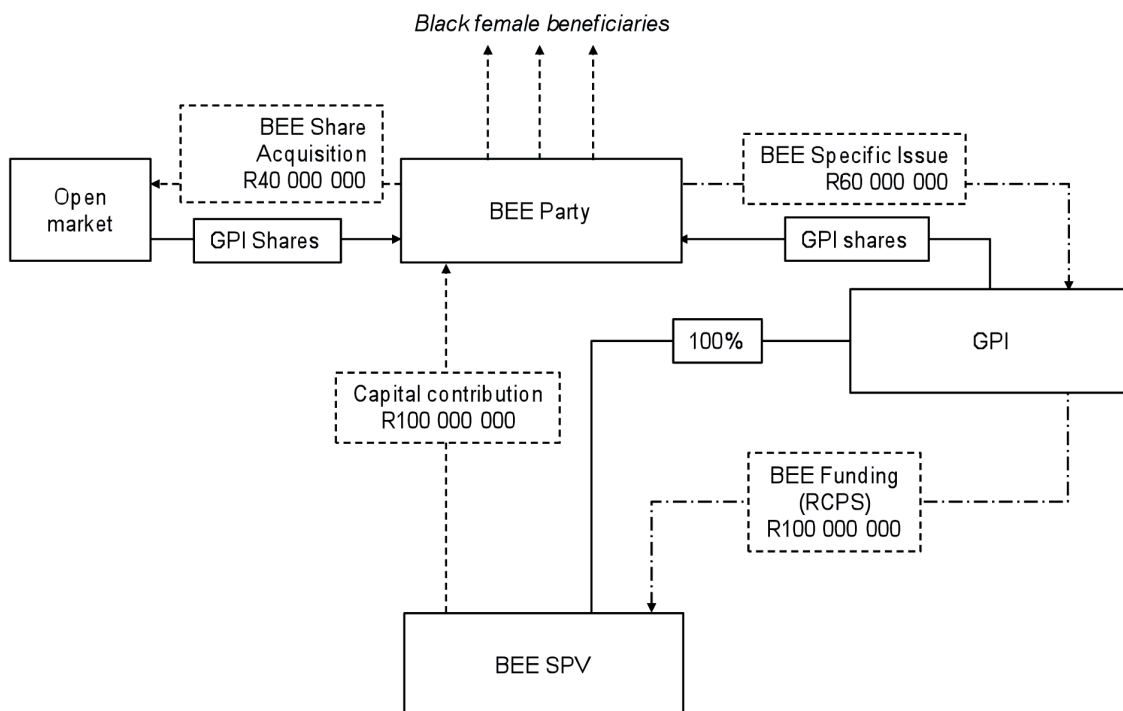 Black female beneficiaries
BEE Share
Acquisition
R40 000 000
BEE Specific Issue
R60 000 000
Open
market
BEE Party
GPI Shares
GPI shares
100%
GPI
Capital contribution
R100 000 000
BEE Funding
(RCPS)
R100 000 000
BEE SPV